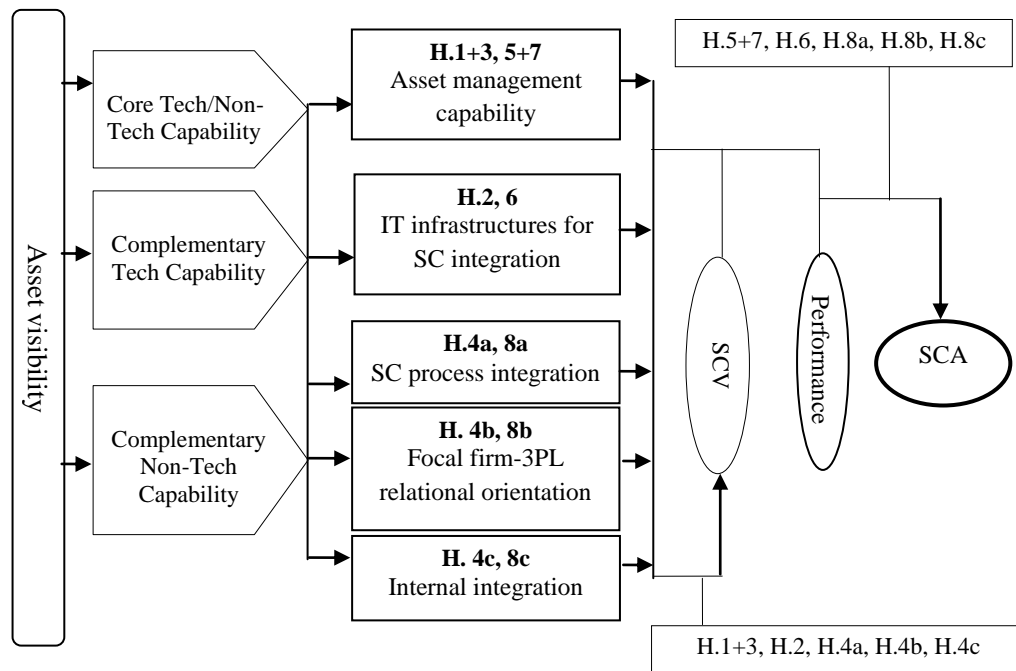 Asset visibility
Core Tech/Non-
Tech Capability
Complementary
Tech Capability
Complementary
Non-Tech
Capability
H.1+3, 5+7
Asset management
capability
H.2, 6
IT infrastructures for
SC integration
H.4a, 8a
SC process integration
H. 4b, 8b
Focal firm-3PL
relational orientation
H. 4c, 8c
Internal integration
H.5+7, H.6, H.8a, H.8b, H.8c
SCV
Performance
SCA
H.1+3, H.2, H.4a, H.4b, H.4c